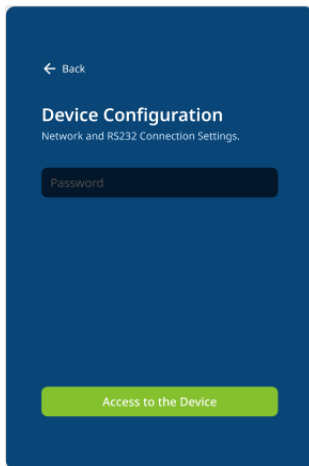 Back
Device Configuration
Network and RS232 Connection Settings.
Password
Access to the Device